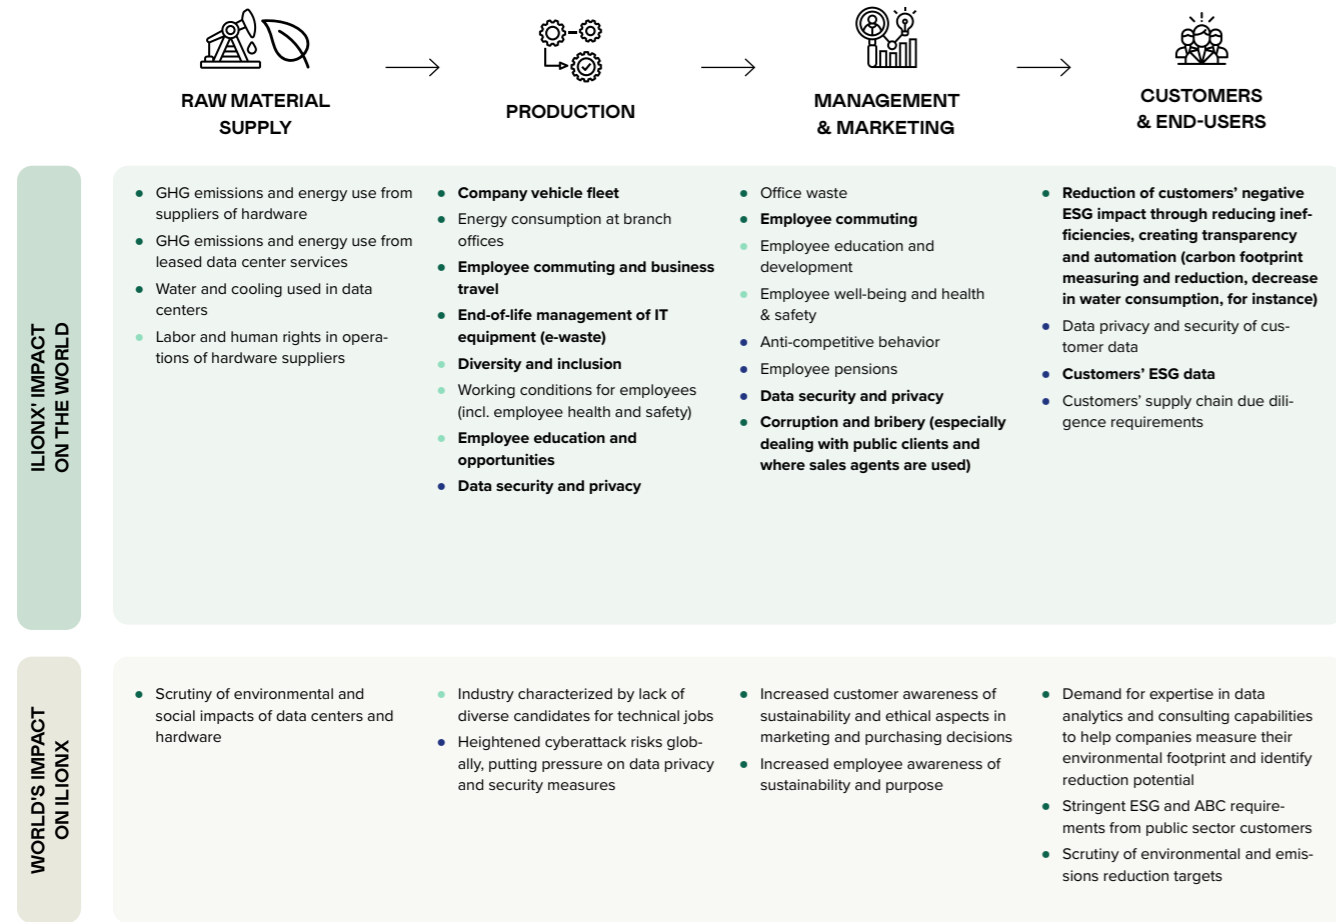 RAW MATERIAL
SUPPLY
PRODUCTION
MANAGEMENT
& MARKETING
CUSTOMERS
& END-USERS
ILIONX' IMPACT
ON THE WORLD
• GHG emissions and energy use from
suppliers of hardware
• GHG emissions and energy use from
leased data center services
• Water and cooling used in data
centers
• Labor and human rights in opera-
tions of hardware suppliers
• Company vehicle fleet
• Energy consumption at branch
offices
• Employee commuting and business
travel
• End-of-life management of IT
equipment (e-waste)
• Diversity and inclusion
• Working conditions for employees
(incl. employee health and safety)
• Employee education and
opportunities
• Data security and privacy
• Office waste
• Employee commuting
• Employee education and
development
• Employee well-being and health
& safety
• Anti-competitive behavior
• Employee pensions
• Data security and privacy
• Corruption and bribery (especially
dealing with public clients and
where sales agents are used)
• Reduction of customers’ negative
ESG impact through reducing inef-
ficiencies, creating transparency
and automation (carbon footprint
measuring and reduction, decrease
in water consumption, for instance)
• Data privacy and security of cus-
tomer data
• Customers’ ESG data
• Customers’ supply chain due dili-
gence requirements
WORLD’S IMPACT
ON ILIONX
• Scrutiny of environmental and
social impacts of data centers and
hardware
• Industry characterized by lack of
diverse candidates for technical jobs
• Heightened cyberattack risks glob-
ally, putting pressure on data privacy
and security measures
• Increased customer awareness of
sustainability and ethical aspects in
marketing and purchasing decisions
• Increased employee awareness of
sustainability and purpose
• Demand for expertise in data
analytics and consulting capabilities
to help companies measure their
environmental footprint and identify
reduction potential
• Stringent ESG and ABC require-
ments from public sector customers
• Scrutiny of environmental and emis-
sions reduction targets